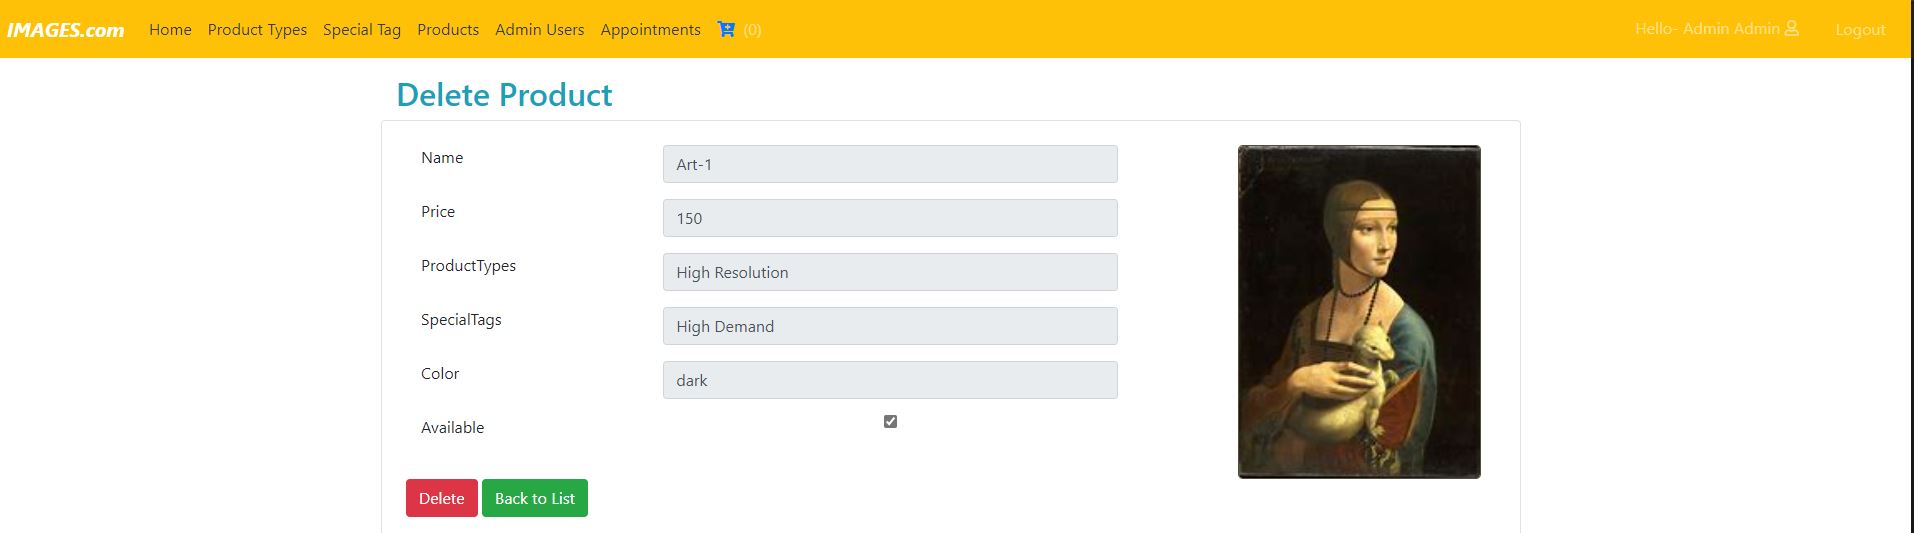 IMAGES.com Home Product Types Special Tag Products Admin Users Appointments (0) Hello- Admin Admin Logout
Delete Product
Name Art-1
Price 150
ProductTypes High Resolution
SpecialTags High Demand
Color dark
Available
Delete Back to List